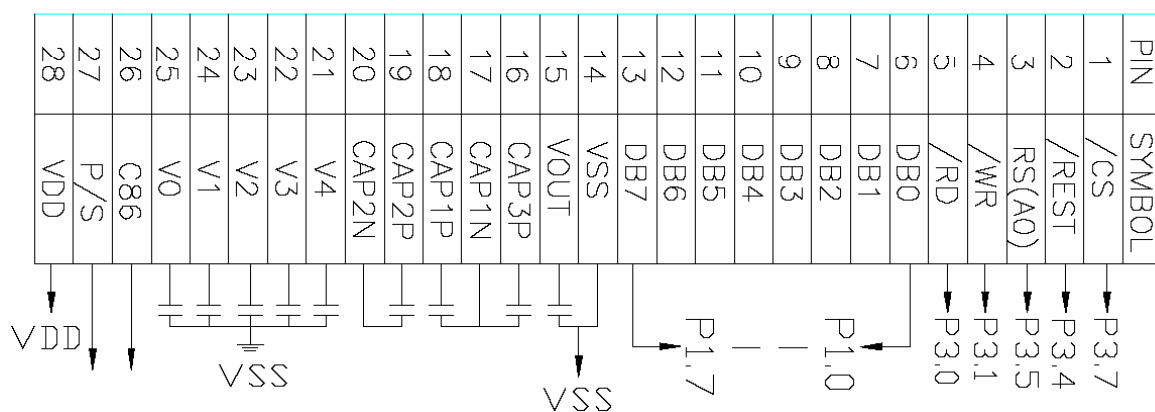 PIN SYMBOL
1 /CS P3.7
2 /REST P3.4
3 RS(A0) P3.5
4 /WR P3.1
5 /RD P3.0
6 DB0 P1.0
7 DB1
8 DB2
9 DB3
10 DB4
11 DB5
12 DB6
13 DB7 P1.7
14 VSS VSS
15 VOUT
16 CAP3P
17 CAP1N
18 CAP1P
19 CAP2P
20 CAP2N
21 V4
22 V3
23 V2 VSS
24 V1
25 V0
26 C86
27 P/S
28 VDD VDD